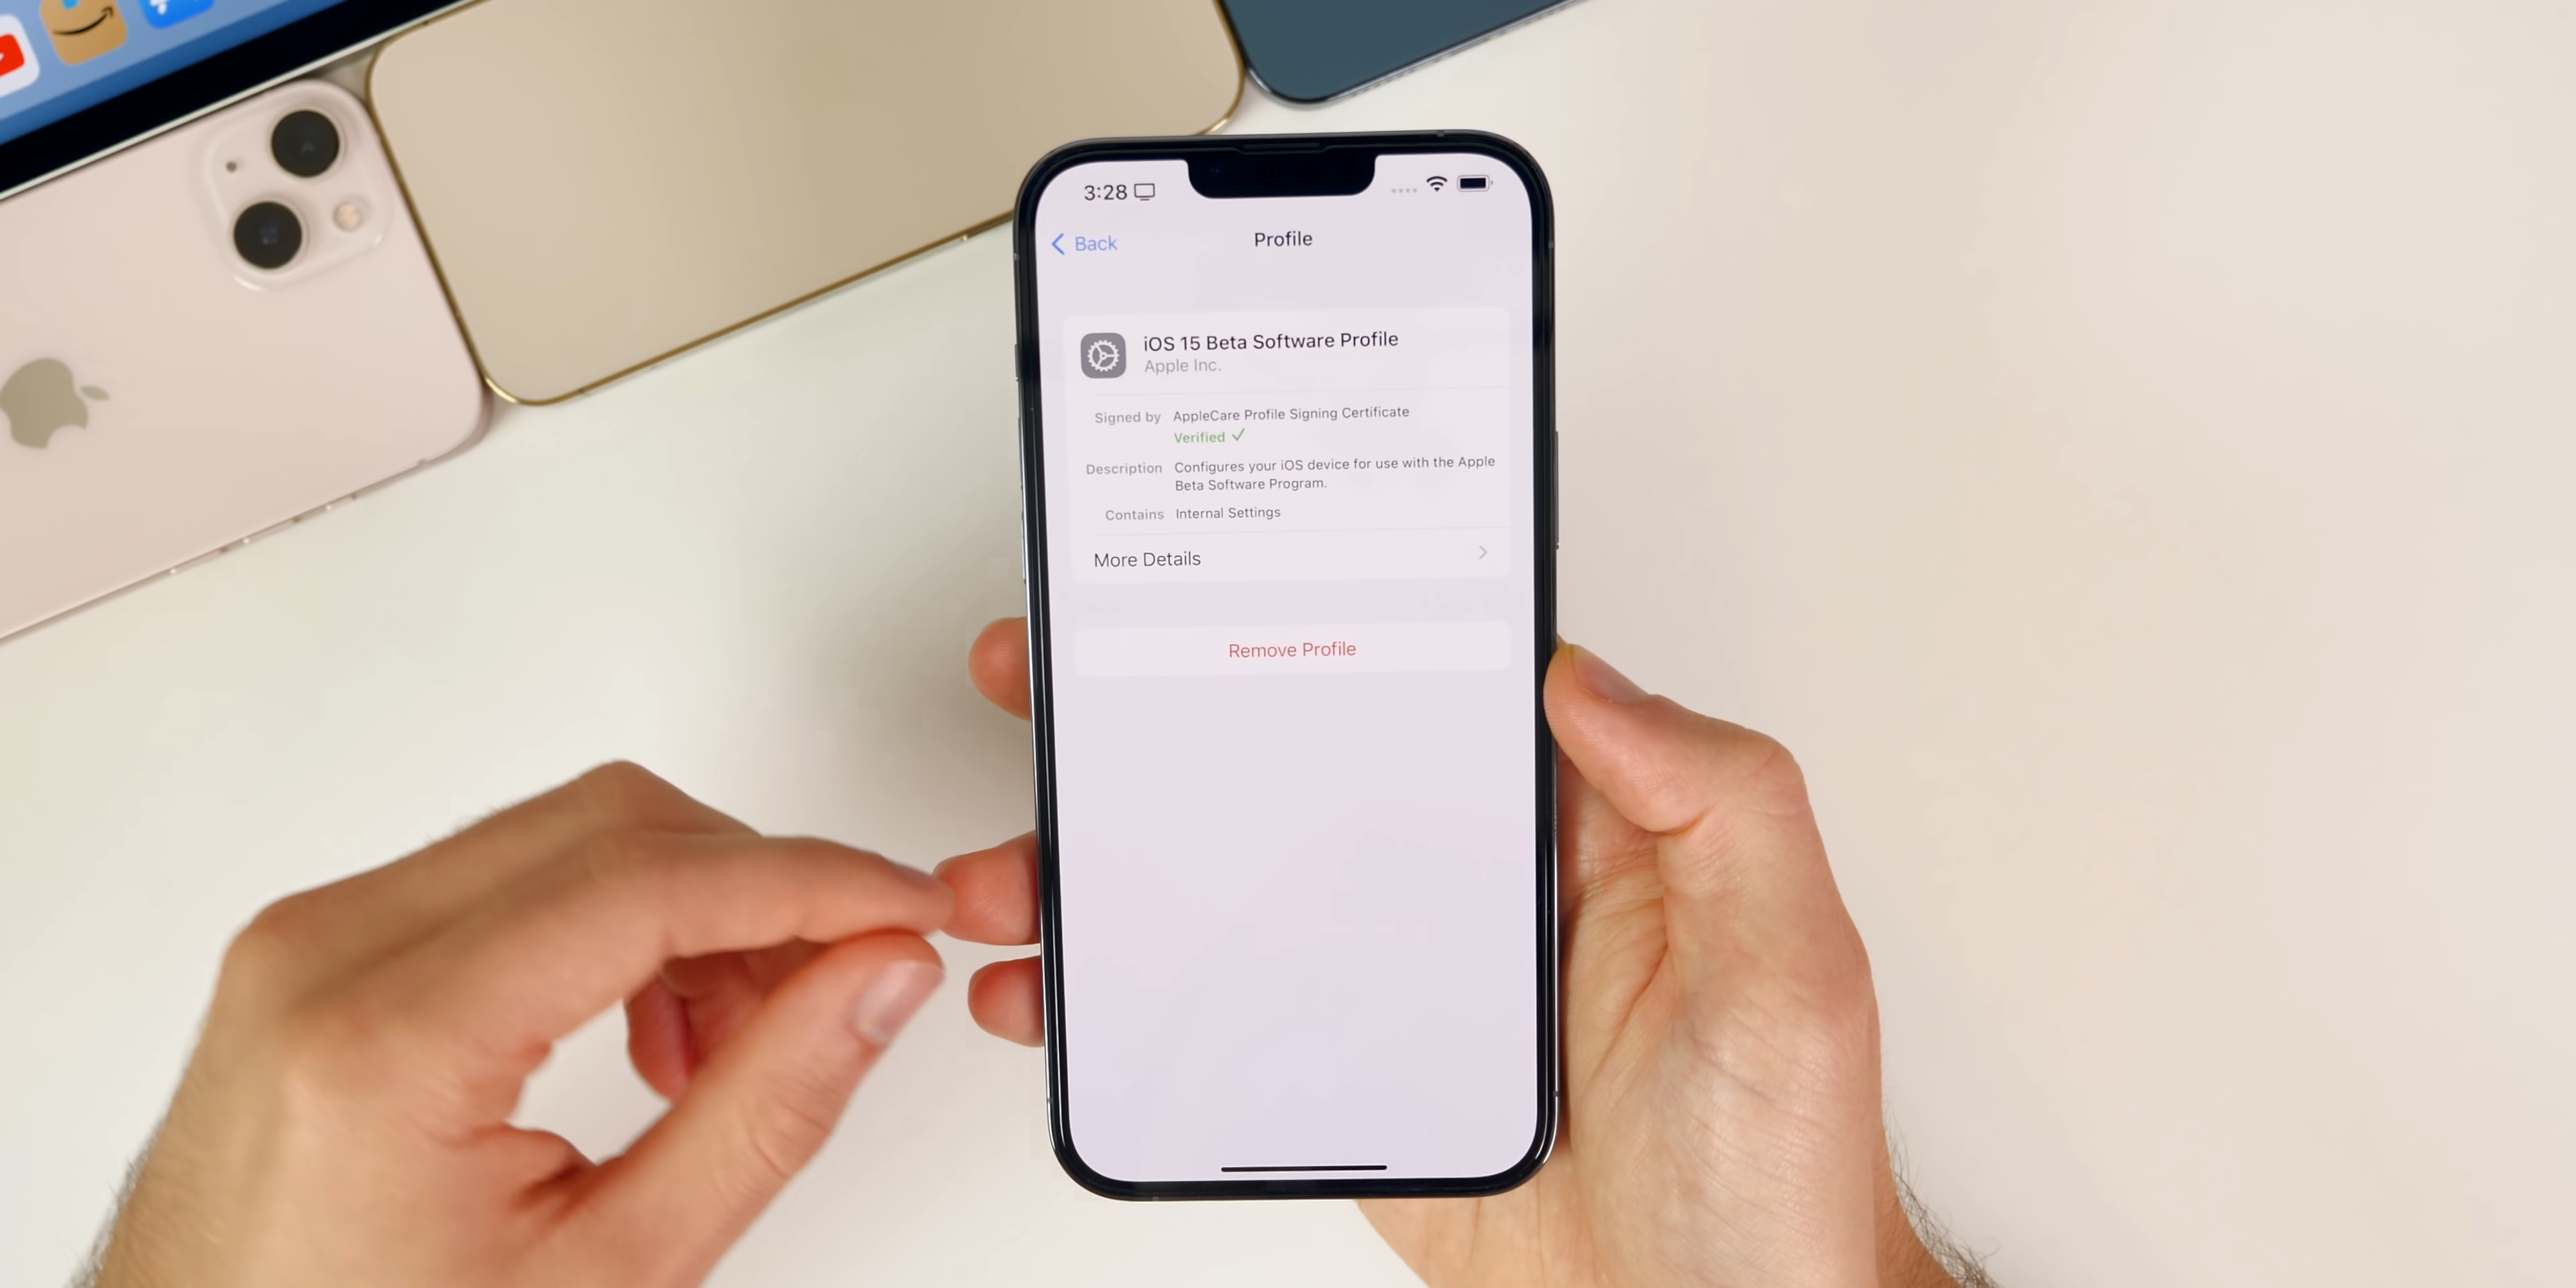 3:28
Back
Profile
iOS 15 Beta Software Profile
Apple Inc.
Signed by AppleCare Profile Signing Certificate
Verified ✓
Description Configures your iOS device for use with the Apple
Beta Software Program.
Contains Internal Settings
More Details
Remove Profile